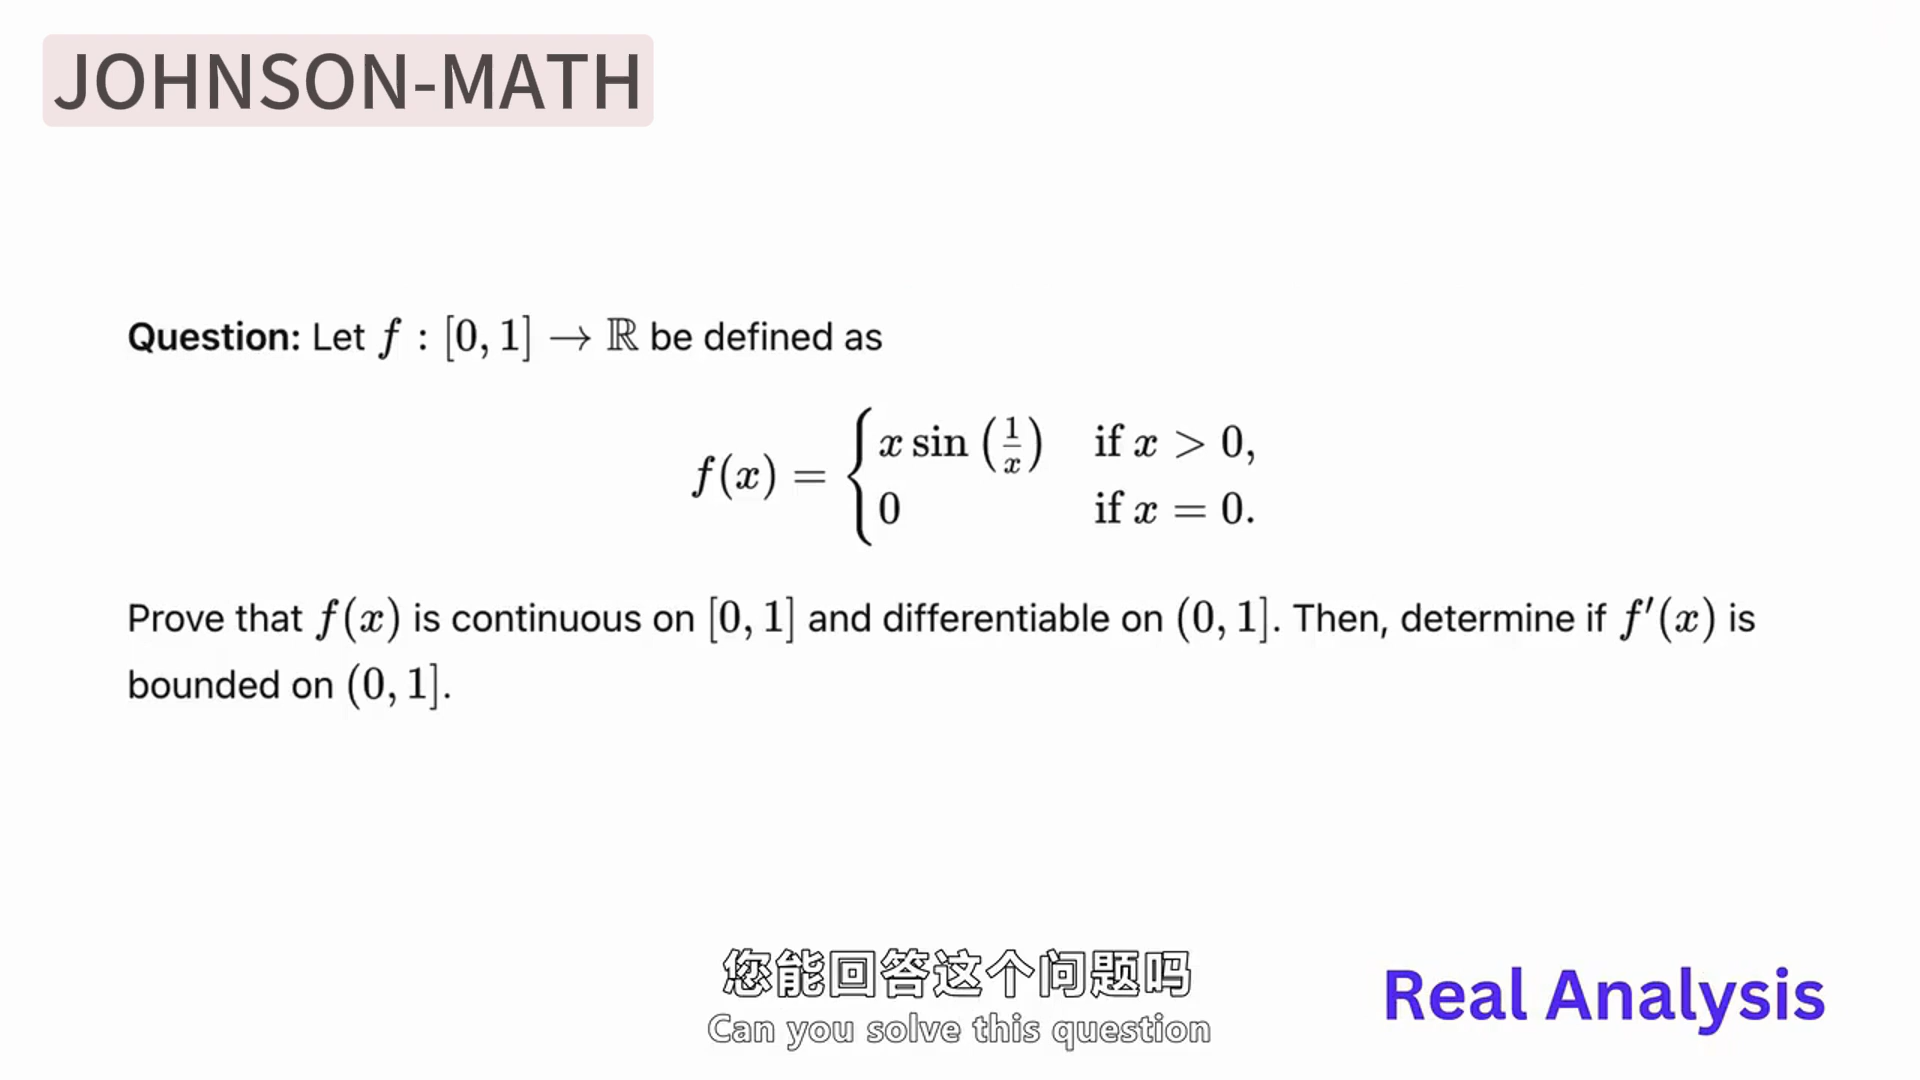 JOHNSON-MATH
Question: Let f : [0, 1] → ℝ be defined as
f(x) = { x sin (1/x) if x > 0,
0 if x = 0.
Prove that f(x) is continuous on [0, 1] and differentiable on (0, 1]. Then, determine if f′(x) is
bounded on (0, 1].
您能回答这个问题吗
Can you solve this question
Real Analysis